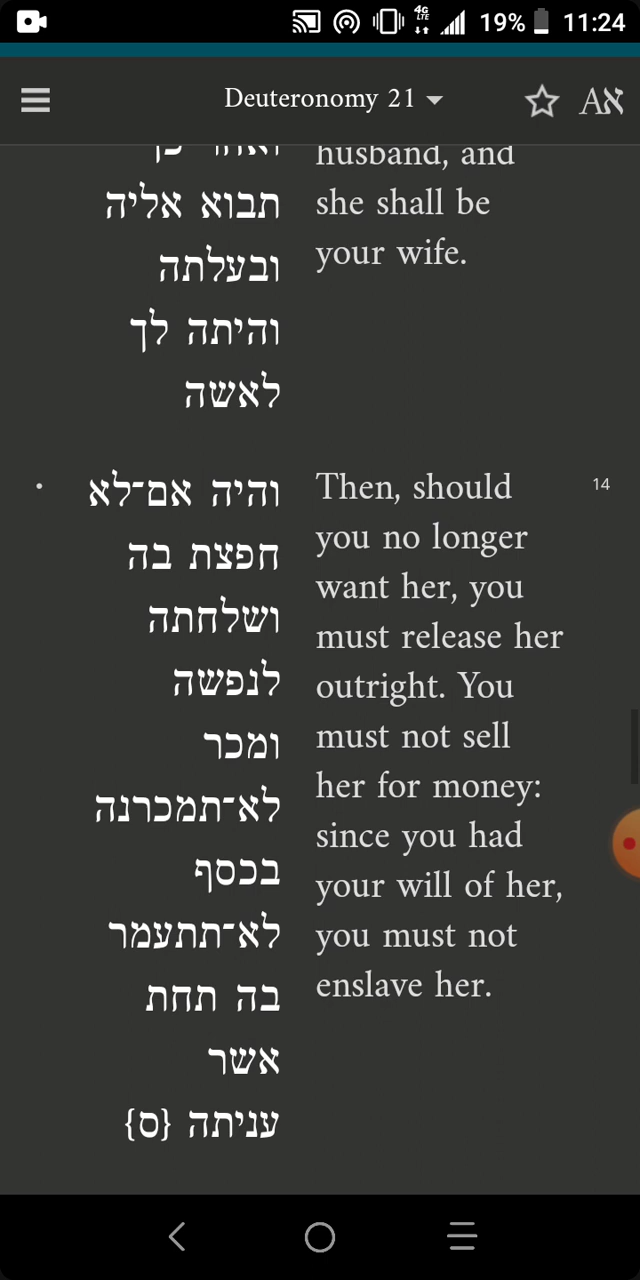 4G
LTE
19%
11:24
Deuteronomy 21
Aא
husband, and
she shall be
your wife.
תבוא אליה
ובעלתה
והיתה לך
לאשה
והיה אם־לא
חפצת בה
ושלחתה
לנפשה
ומכר
לא־תמכרנה
בכסף
לא־תתעמר
בה תחת
אשר
עניתה {ס}
Then, should
you no longer
want her, you
must release her
outright. You
must not sell
her for money:
since you had
your will of her,
you must not
enslave her.
14